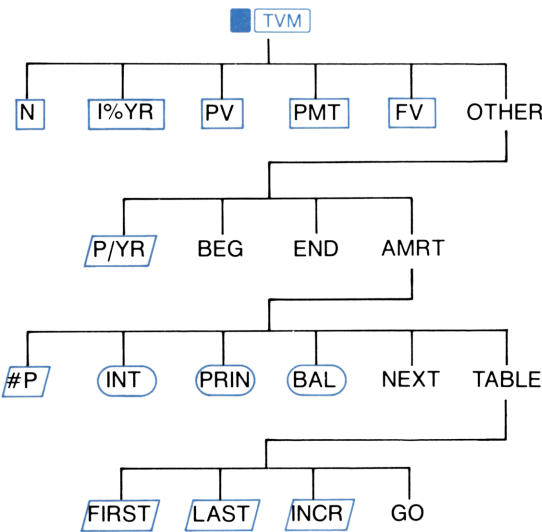 TVM
N I%YR PV PMT FV OTHER
P/YR BEG END AMRT
#P INT PRIN BAL NEXT TABLE
FIRST LAST INCR GO